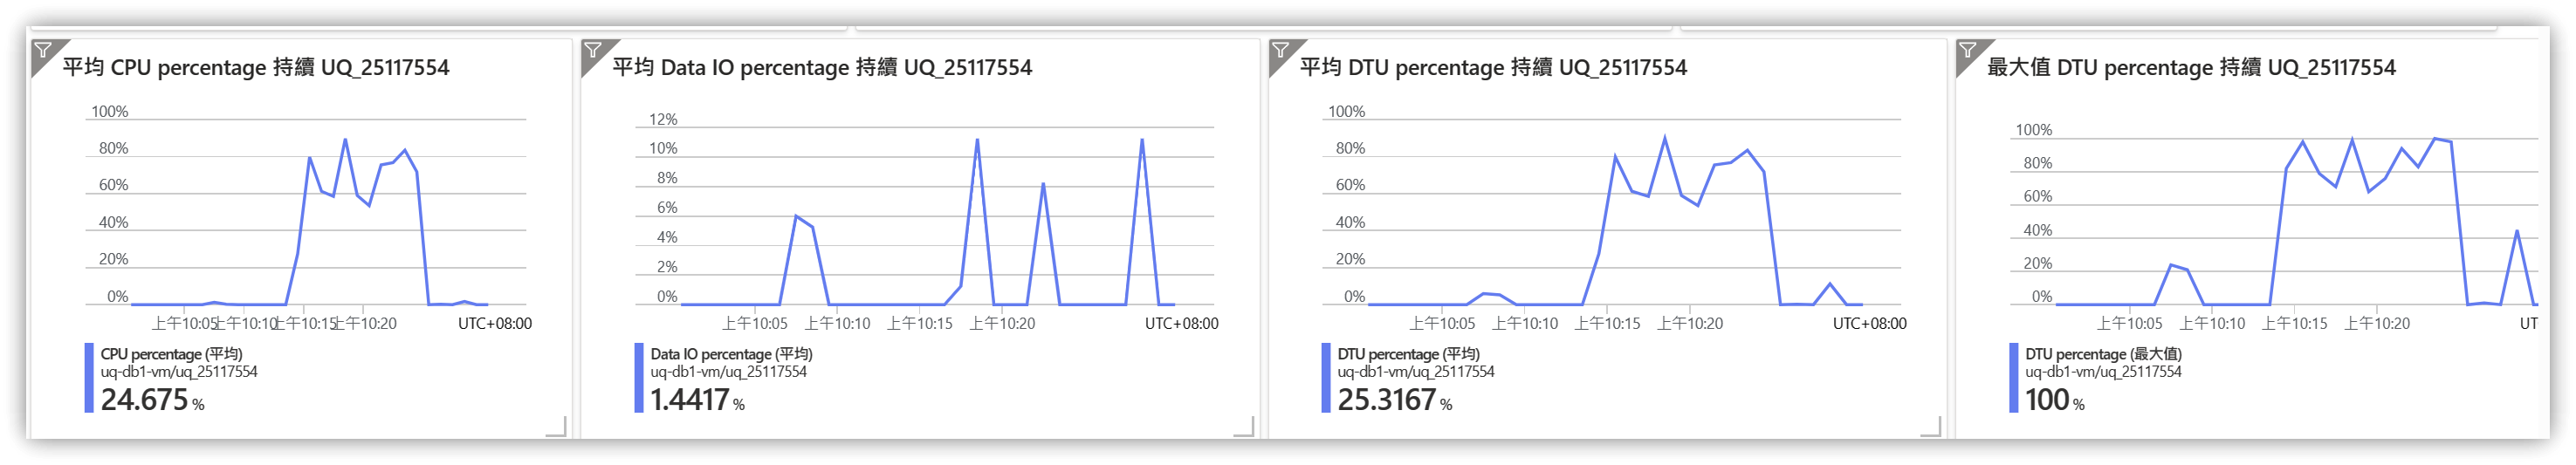 平均 CPU percentage 持續 UQ_25117554
100%
80%
60%
40%
20%
0%
上午10:05
上午10:10
上午10:15
上午10:20
UTC+08:00
CPU percentage (平均)
uq-db1-vm/uq_25117554
24.675 %
平均 Data IO percentage 持續 UQ_25117554
12%
10%
8%
6%
4%
2%
0%
上午10:05
上午10:10
上午10:15
上午10:20
UTC+08:00
Data IO percentage (平均)
uq-db1-vm/uq_25117554
1.4417 %
平均 DTU percentage 持續 UQ_25117554
100%
80%
60%
40%
20%
0%
上午10:05
上午10:10
上午10:15
上午10:20
UTC+08:00
DTU percentage (平均)
uq-db1-vm/uq_25117554
25.3167 %
最大值 DTU percentage 持續 UQ_25117554
100%
80%
60%
40%
20%
0%
上午10:05
上午10:10
上午10:15
上午10:20
UT
DTU percentage (最大值)
uq-db1-vm/uq_25117554
100 %